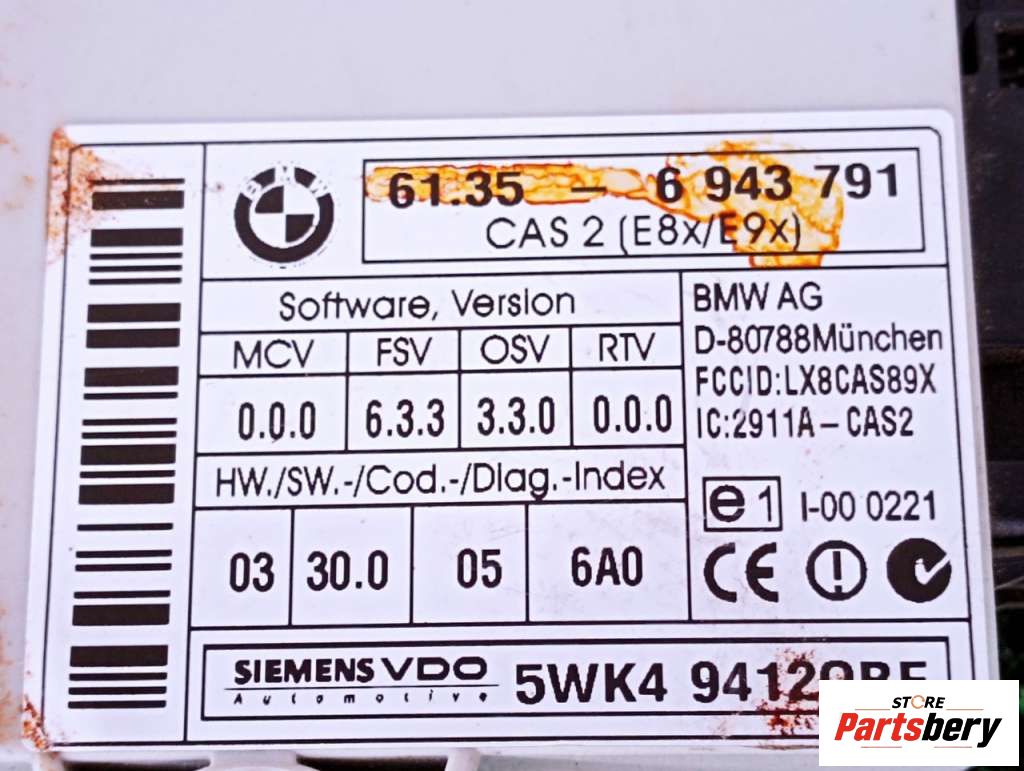 BMW
61.35 - 6 943 791
CAS 2 (E8x/E9x)
Software, Version
MCV FSV OSV RTV
0.0.0 6.3.3 3.3.0 0.0.0
HW./SW.-/Cod.-/Diag.-Index
03 30.0 05 6A0
BMW AG
D-80788München
FCCID:LX8CAS89X
IC:2911A-CAS2
e1 I-00 0221
CE
SIEMENS VDO
Automotive
5WK4
STORE
Partsbery